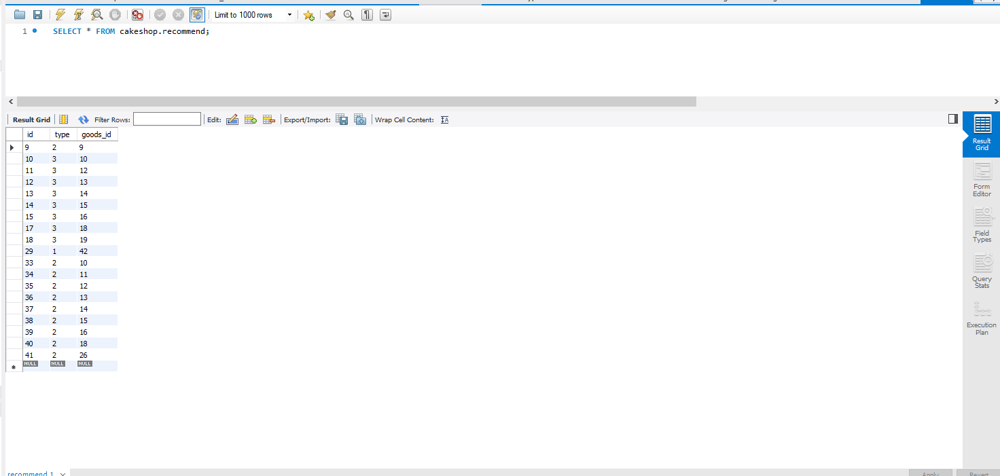 Limit to 1000 rows
1 SELECT * FROM cakeshop.recommend;
Result Grid Filter Rows: Edit: Export/Import: Wrap Cell Content:
id type goods_id
9 2 9
10 3 10
11 3 12
12 3 13
13 3 14
14 3 15
15 3 16
17 3 18
18 3 19
29 1 42
33 2 10
34 2 11
35 2 12
36 2 13
37 2 14
38 2 15
39 2 16
40 2 18
41 2 26
NULL NULL NULL
Result
Grid
Form
Editor
Field
Types
Query
Stats
Execution
Plan
recommend 1
Apply
Revert